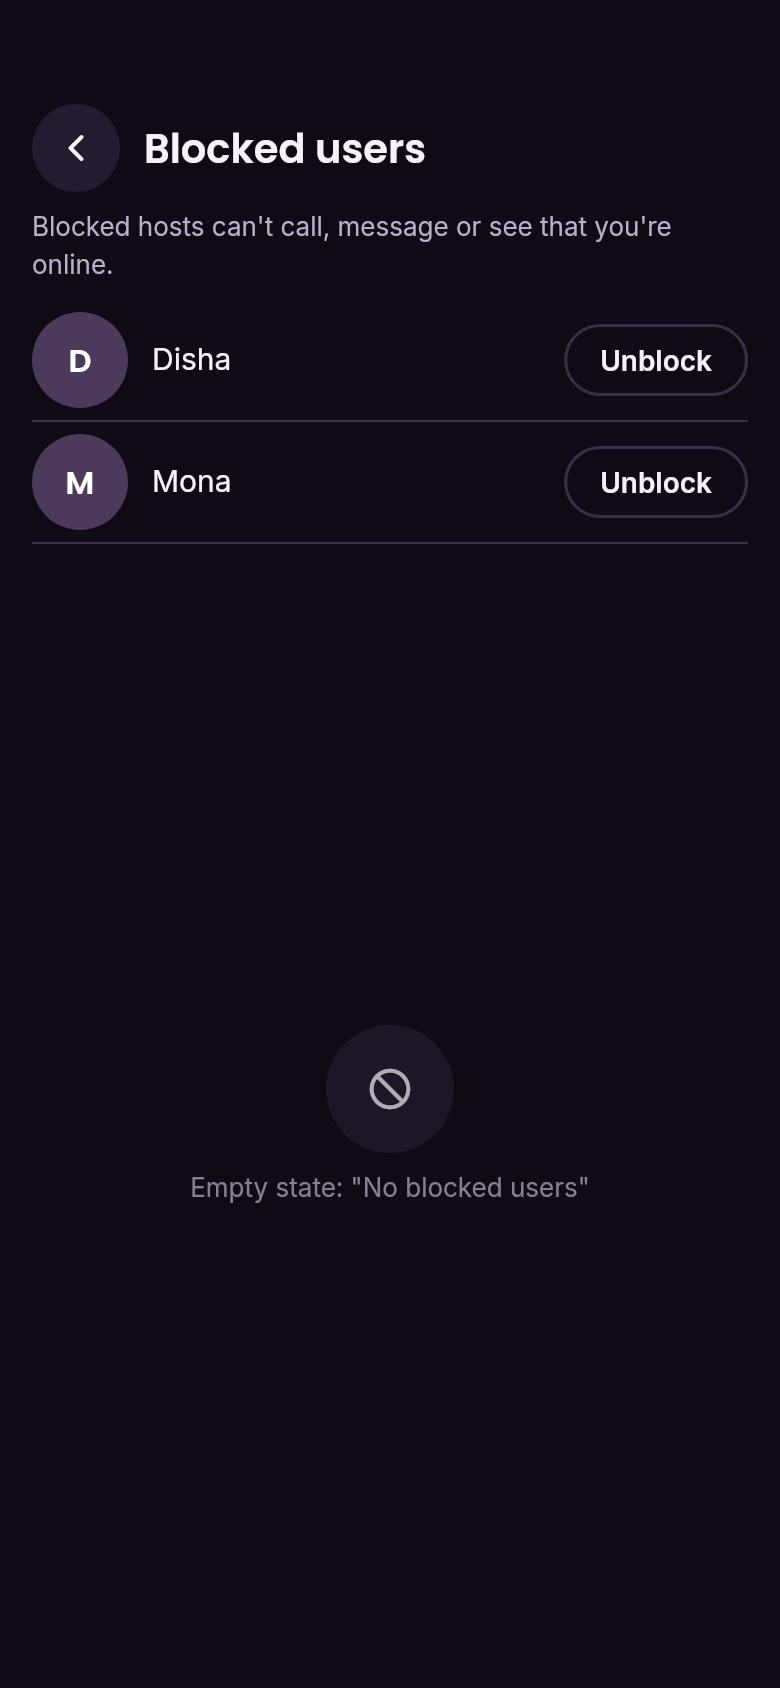 Blocked users
Blocked hosts can't call, message or see that you're
online.
D Disha Unblock
M Mona Unblock
Empty state: "No blocked users"